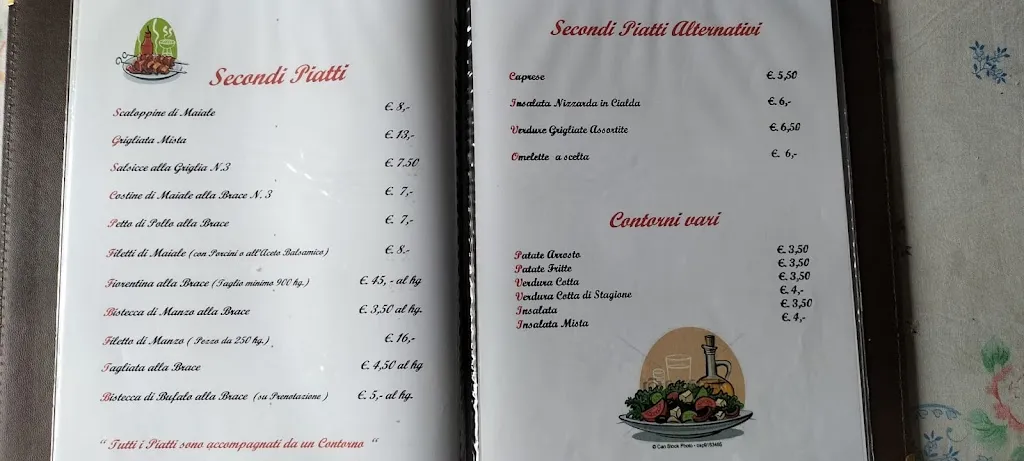 Secondi Piatti
Scaloppine di Maiale €. 8,-
Grigliata Mista €. 13,-
Salsicce alla Griglia N.3 €. 7.50
Costine di Maiale alla Brace N. 3 €. 7,-
Petto di Pollo alla Brace €. 7,-
Filetti di Maiale (con Porcini o all'Aceto Balsamico) €. 8.-
Fiorentina alla Brace (Taglio minimo 900 hg.) €. 45, - al kg.
Bistecca di Manzo alla Brace €. 3,50 al hg.
Filetto di Manzo ( Pezzo da 250 hg.) €. 16,-
Tagliata alla Brace €. 4,50 al hg
Bistecca di Bufalo alla Brace (su Prenotazione ) €. 5,- al hg.
“ Tutti i Piatti sono accompagnati da un Contorno “
Secondi Piatti Alternativi
Caprese €. 5,50
Insalata Nizzarda in Cialda €. 6,-
Verdure Grigliate Assortite €. 6,50
Omelette a scelta €. 6,-
Contorni vari
Patate Arrosto €. 3,50
Patate Fritte €. 3,50
Verdura Cotta €. 3,50
Verdura Cotta di Stagione €. 4,-
Insalata €. 3,50
Insalata Mista €. 4,-
© Can Stock Photo